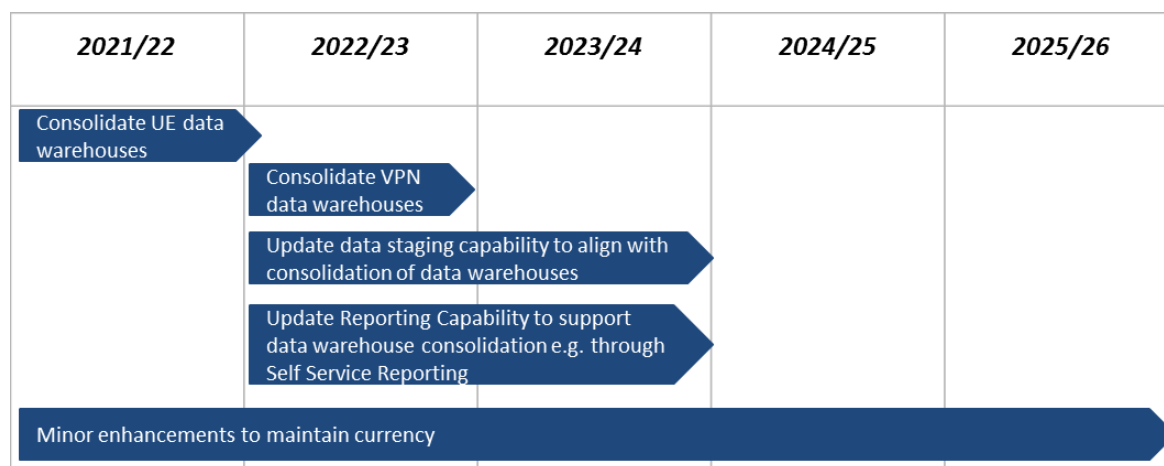 2021/22 2022/23 2023/24 2024/25 2025/26
Consolidate UE data
warehouses
Consolidate VPN
data warehouses
Update data staging capability to align with
consolidation of data warehouses
Update Reporting Capability to support
data warehouse consolidation e.g. through
Self Service Reporting
Minor enhancements to maintain currency